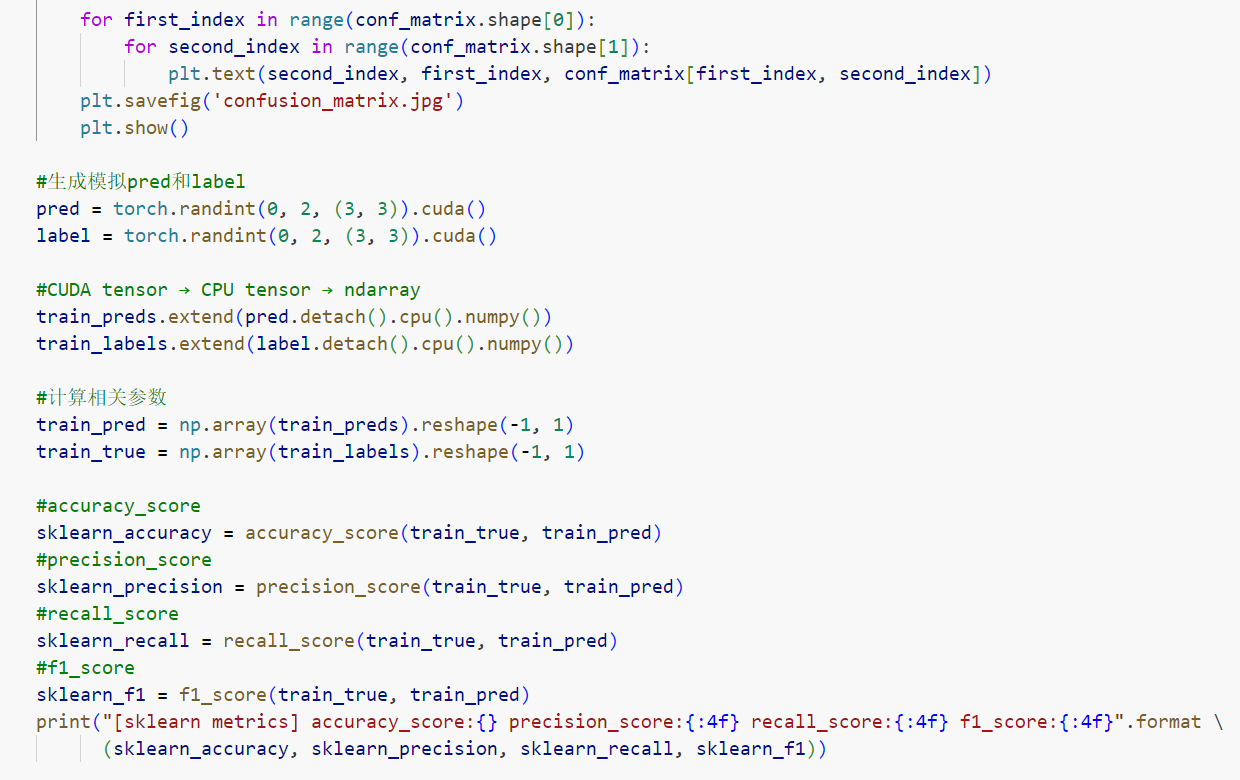 for first_index in range(conf_matrix.shape[0]):
for second_index in range(conf_matrix.shape[1]):
plt.text(second_index, first_index, conf_matrix[first_index, second_index])
plt.savefig('confusion_matrix.jpg')
plt.show()
#生成模拟pred和label
pred = torch.randint(0, 2, (3, 3)).cuda()
label = torch.randint(0, 2, (3, 3)).cuda()
#CUDA tensor → CPU tensor → ndarray
train_preds.extend(pred.detach().cpu().numpy())
train_labels.extend(label.detach().cpu().numpy())
#计算相关参数
train_pred = np.array(train_preds).reshape(-1, 1)
train_true = np.array(train_labels).reshape(-1, 1)
#accuracy_score
sklearn_accuracy = accuracy_score(train_true, train_pred)
#precision_score
sklearn_precision = precision_score(train_true, train_pred)
#recall_score
sklearn_recall = recall_score(train_true, train_pred)
#f1_score
sklearn_f1 = f1_score(train_true, train_pred)
print("[sklearn metrics] accuracy_score:{} precision_score:{:4f} recall_score:{:4f} f1_score:{:4f}".format \
(sklearn_accuracy, sklearn_precision, sklearn_recall, sklearn_f1))